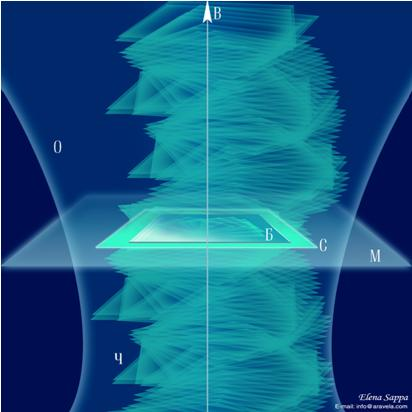 В
О
Б
С
М
Ч
Elena Sappa
E-mail: info@aravela.com